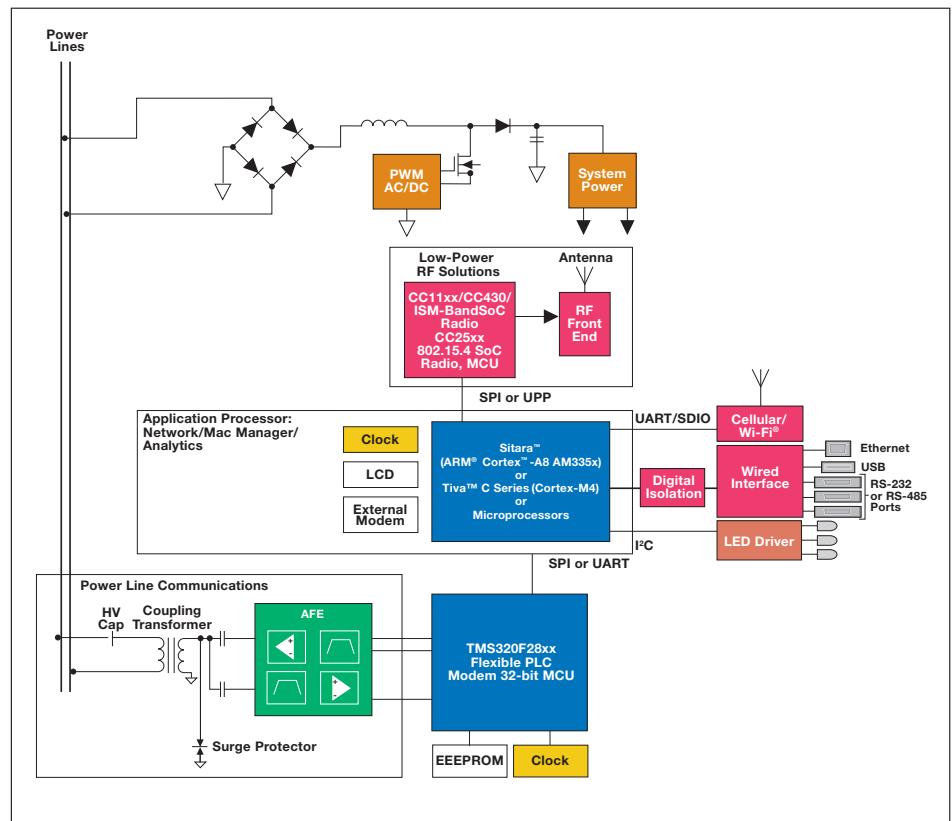 Power
Lines
PWM
AC/DC
System
Power
Low-Power
RF Solutions
Antenna
CC11xx/CC430/
ISM-BandSoC
Radio
CC25xx
802.15.4 SoC
Radio, MCU
RF
Front
End
SPI or UPP
Application Processor:
Network/Mac Manager/
Analytics
Clock
LCD
External
Modem
Sitara™
(ARM® Cortex™-A8 AM335x)
or
Tiva™ C Series (Cortex-M4)
or
Microprocessors
UART/SDIO
Cellular/
Wi-Fi®
Digital
Isolation
Wired
Interface
Ethernet
USB
RS-232
or RS-485
Ports
I²C
LED Driver
SPI or UART
Power Line Communications
HV
Cap
Coupling
Transformer
AFE
Surge Protector
TMS320F28xx
Flexible PLC
Modem 32-bit MCU
EEEPROM
Clock